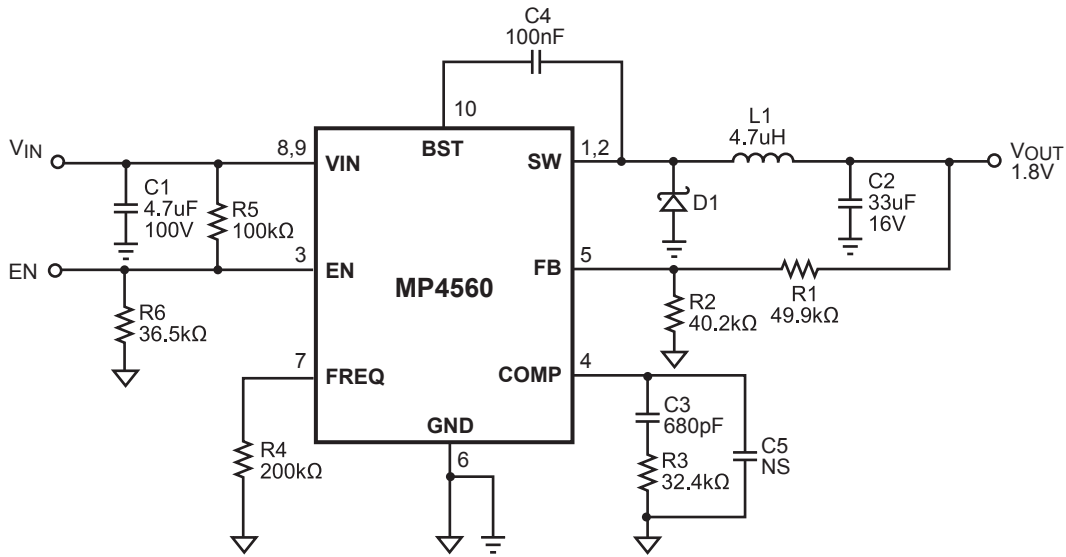 C4
100nF
10
BST
VIN
8,9
VIN
SW
1,2
L1
4.7uH
VOUT
1.8V
C1
4.7uF
100V
R5
100kΩ
D1
C2
33uF
16V
EN
3
EN
MP4560
FB
5
R1
49.9kΩ
R6
36.5kΩ
R2
40.2kΩ
7
FREQ
COMP
4
GND
6
R4
200kΩ
C3
680pF
R3
32.4kΩ
C5
NS